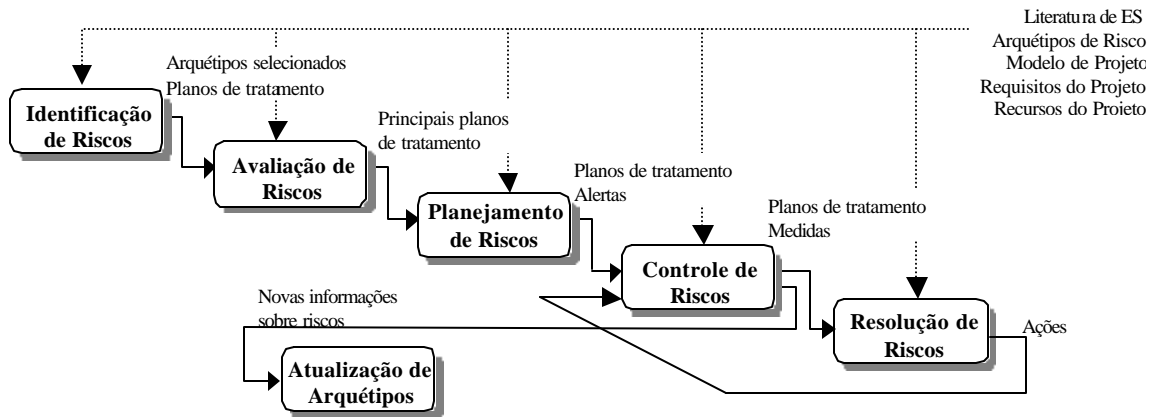 Literatura de ES
Arquétipos de Risco
Modelo de Projeto
Requisitos do Projeto
Recursos do Projeto
Arquétipos selecionados
Planos de tratamento
Identificação
de Riscos
Principais planos
de tratamento
Avaliação de
Riscos
Planos de tratamento
Alertas
Planejamento
de Riscos
Planos de tratamento
Medidas
Controle de
Riscos
Novas informações
sobre riscos
Resolução de
Riscos
Ações
Atualização de
Arquétipos